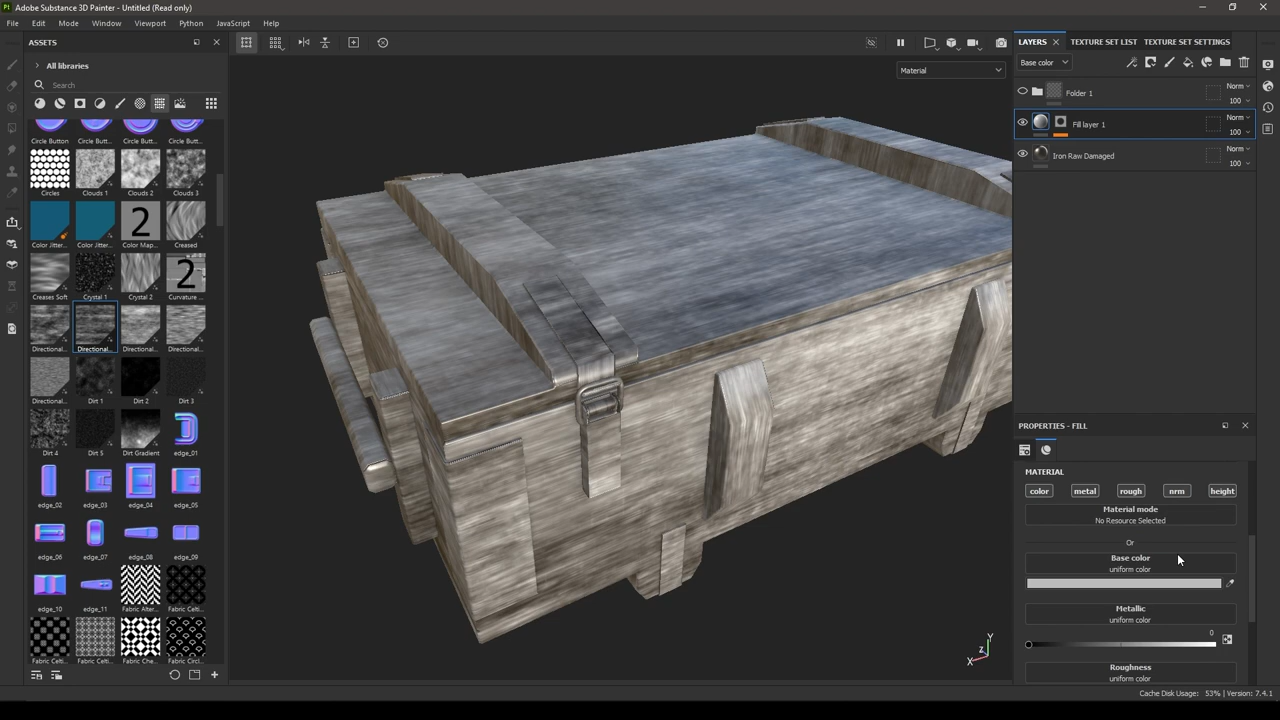 Adobe Substance 3D Painter - Untitled (Read only)
File Edit Mode Window Viewport Python JavaScript Help
ASSETS
All libraries
Search
Circle Button Circle Butt... Circle Butt... Circle Butt...
Circles Clouds 1 Clouds 2 Clouds 3
Color Jitter... Color Jitter... Color Map... Creased
Creases Soft Crystal 1 Crystal 2 Curvature ...
Directional... Directional... Directional... Directional...
Directional... Dirt 1 Dirt 2 Dirt 3
Dirt 4 Dirt 5 Dirt Gradient edge_01
edge_02 edge_03 edge_04 edge_05
edge_06 edge_07 edge_08 edge_09
edge_10 edge_11 Fabric Alter... Fabric Celti...
Fabric Celti... Fabric Celti... Fabric Che... Fabric Circl...
2
2
Material
Y
Z
X
LAYERS TEXTURE SET LIST TEXTURE SET SETTINGS
Base color
Folder 1 Norm 100
Fill layer 1 Norm 100
Iron Raw Damaged Norm 100
PROPERTIES - FILL
MATERIAL
color metal rough nrm height
Material mode
No Resource Selected
Or
Base color
uniform color
Metallic
uniform color
0
Roughness
uniform color
Cache Disk Usage: 53% | Version: 7.4.1